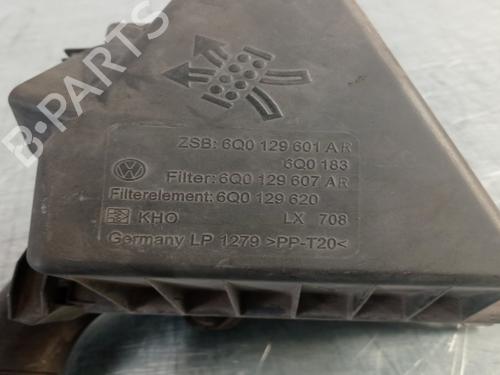 B-PARTS
ZSB: 6Q0 129 601 AR
6Q0 183
Filter: 6Q0 129 607 AR
Filterelement: 6Q0 129 620
KHO LX 708
Germany LP 1279 >PP-T20<